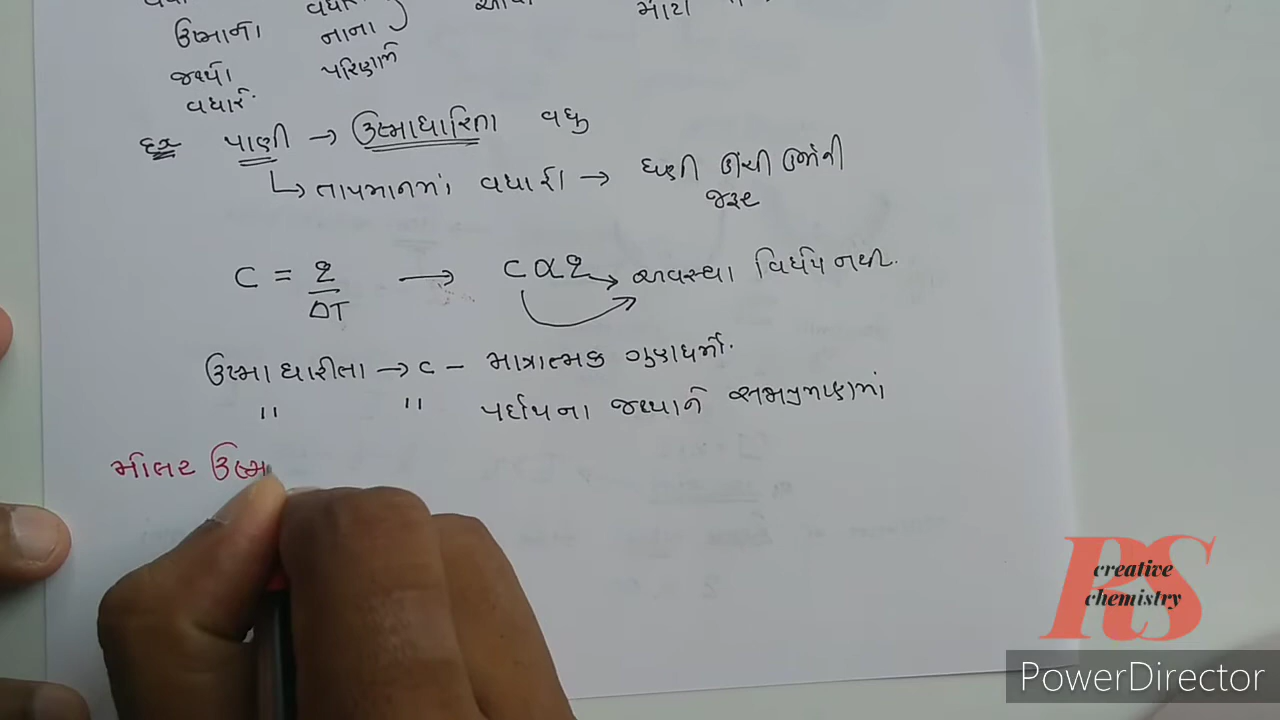 ઉષ્માના નાના
જથ્થા પરિણામે
વધારે.
દા.ત પાણી → ઉષ્માધારિતા વધુ
↳ તાપમાનમાં વધારો → ઘણી ઊંચી ઊર્જાની
જરૂર
C = q/ΔT → C α q → અવસ્થા વિધેય નથી.
ઉષ્માધારીતા → C – માત્રાત્મક ગુણધર્મો.
" " પદાર્થના જથ્થાને સમપ્રમાણમાં
મોલર ઉષ્મ
RS
creative
chemistry
PowerDirector